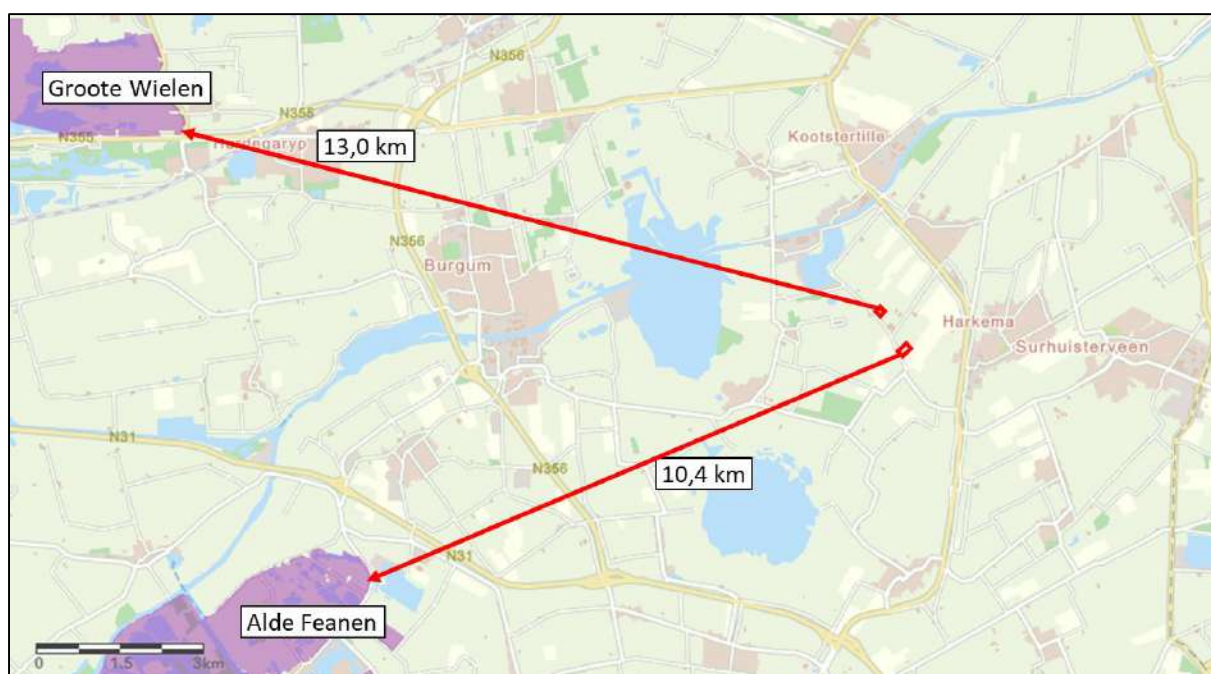 N356
Groote Wielen
N355
N355
Hardegaryp
13,0 km
Kootstertille
N356
Burgum
Harkema
Surhuisterveen
N31
N356
10,4 km
N31
Alde Feanen
0 1.5 3km